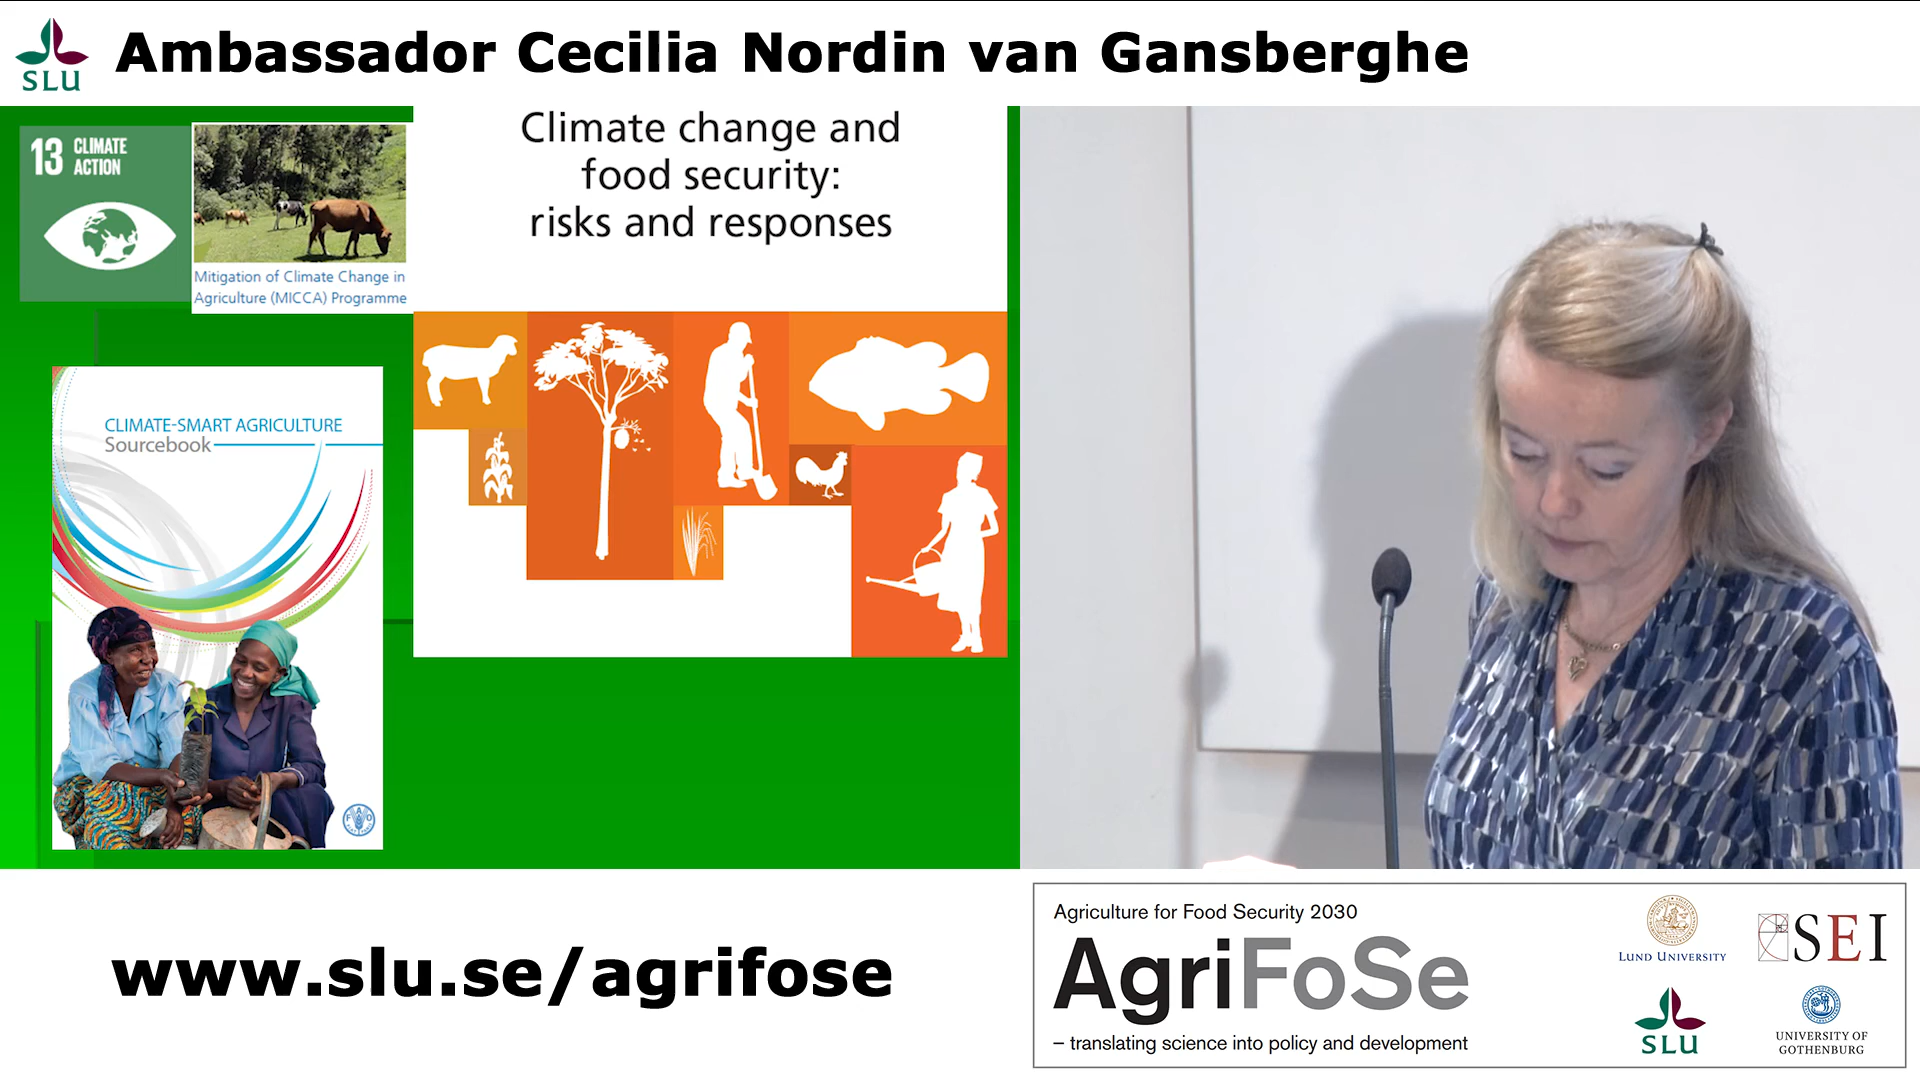 SLU
Ambassador Cecilia Nordin van Gansberghe
13 CLIMATE
ACTION
Mitigation of Climate Change in
Agriculture (MICCA) Programme
Climate change and
food security:
risks and responses
CLIMATE-SMART AGRICULTURE
Sourcebook
www.slu.se/agrifose
Agriculture for Food Security 2030
AgriFoSe
– translating science into policy and development
LUND UNIVERSITY
SEI
SLU
UNIVERSITY OF
GOTHENBURG